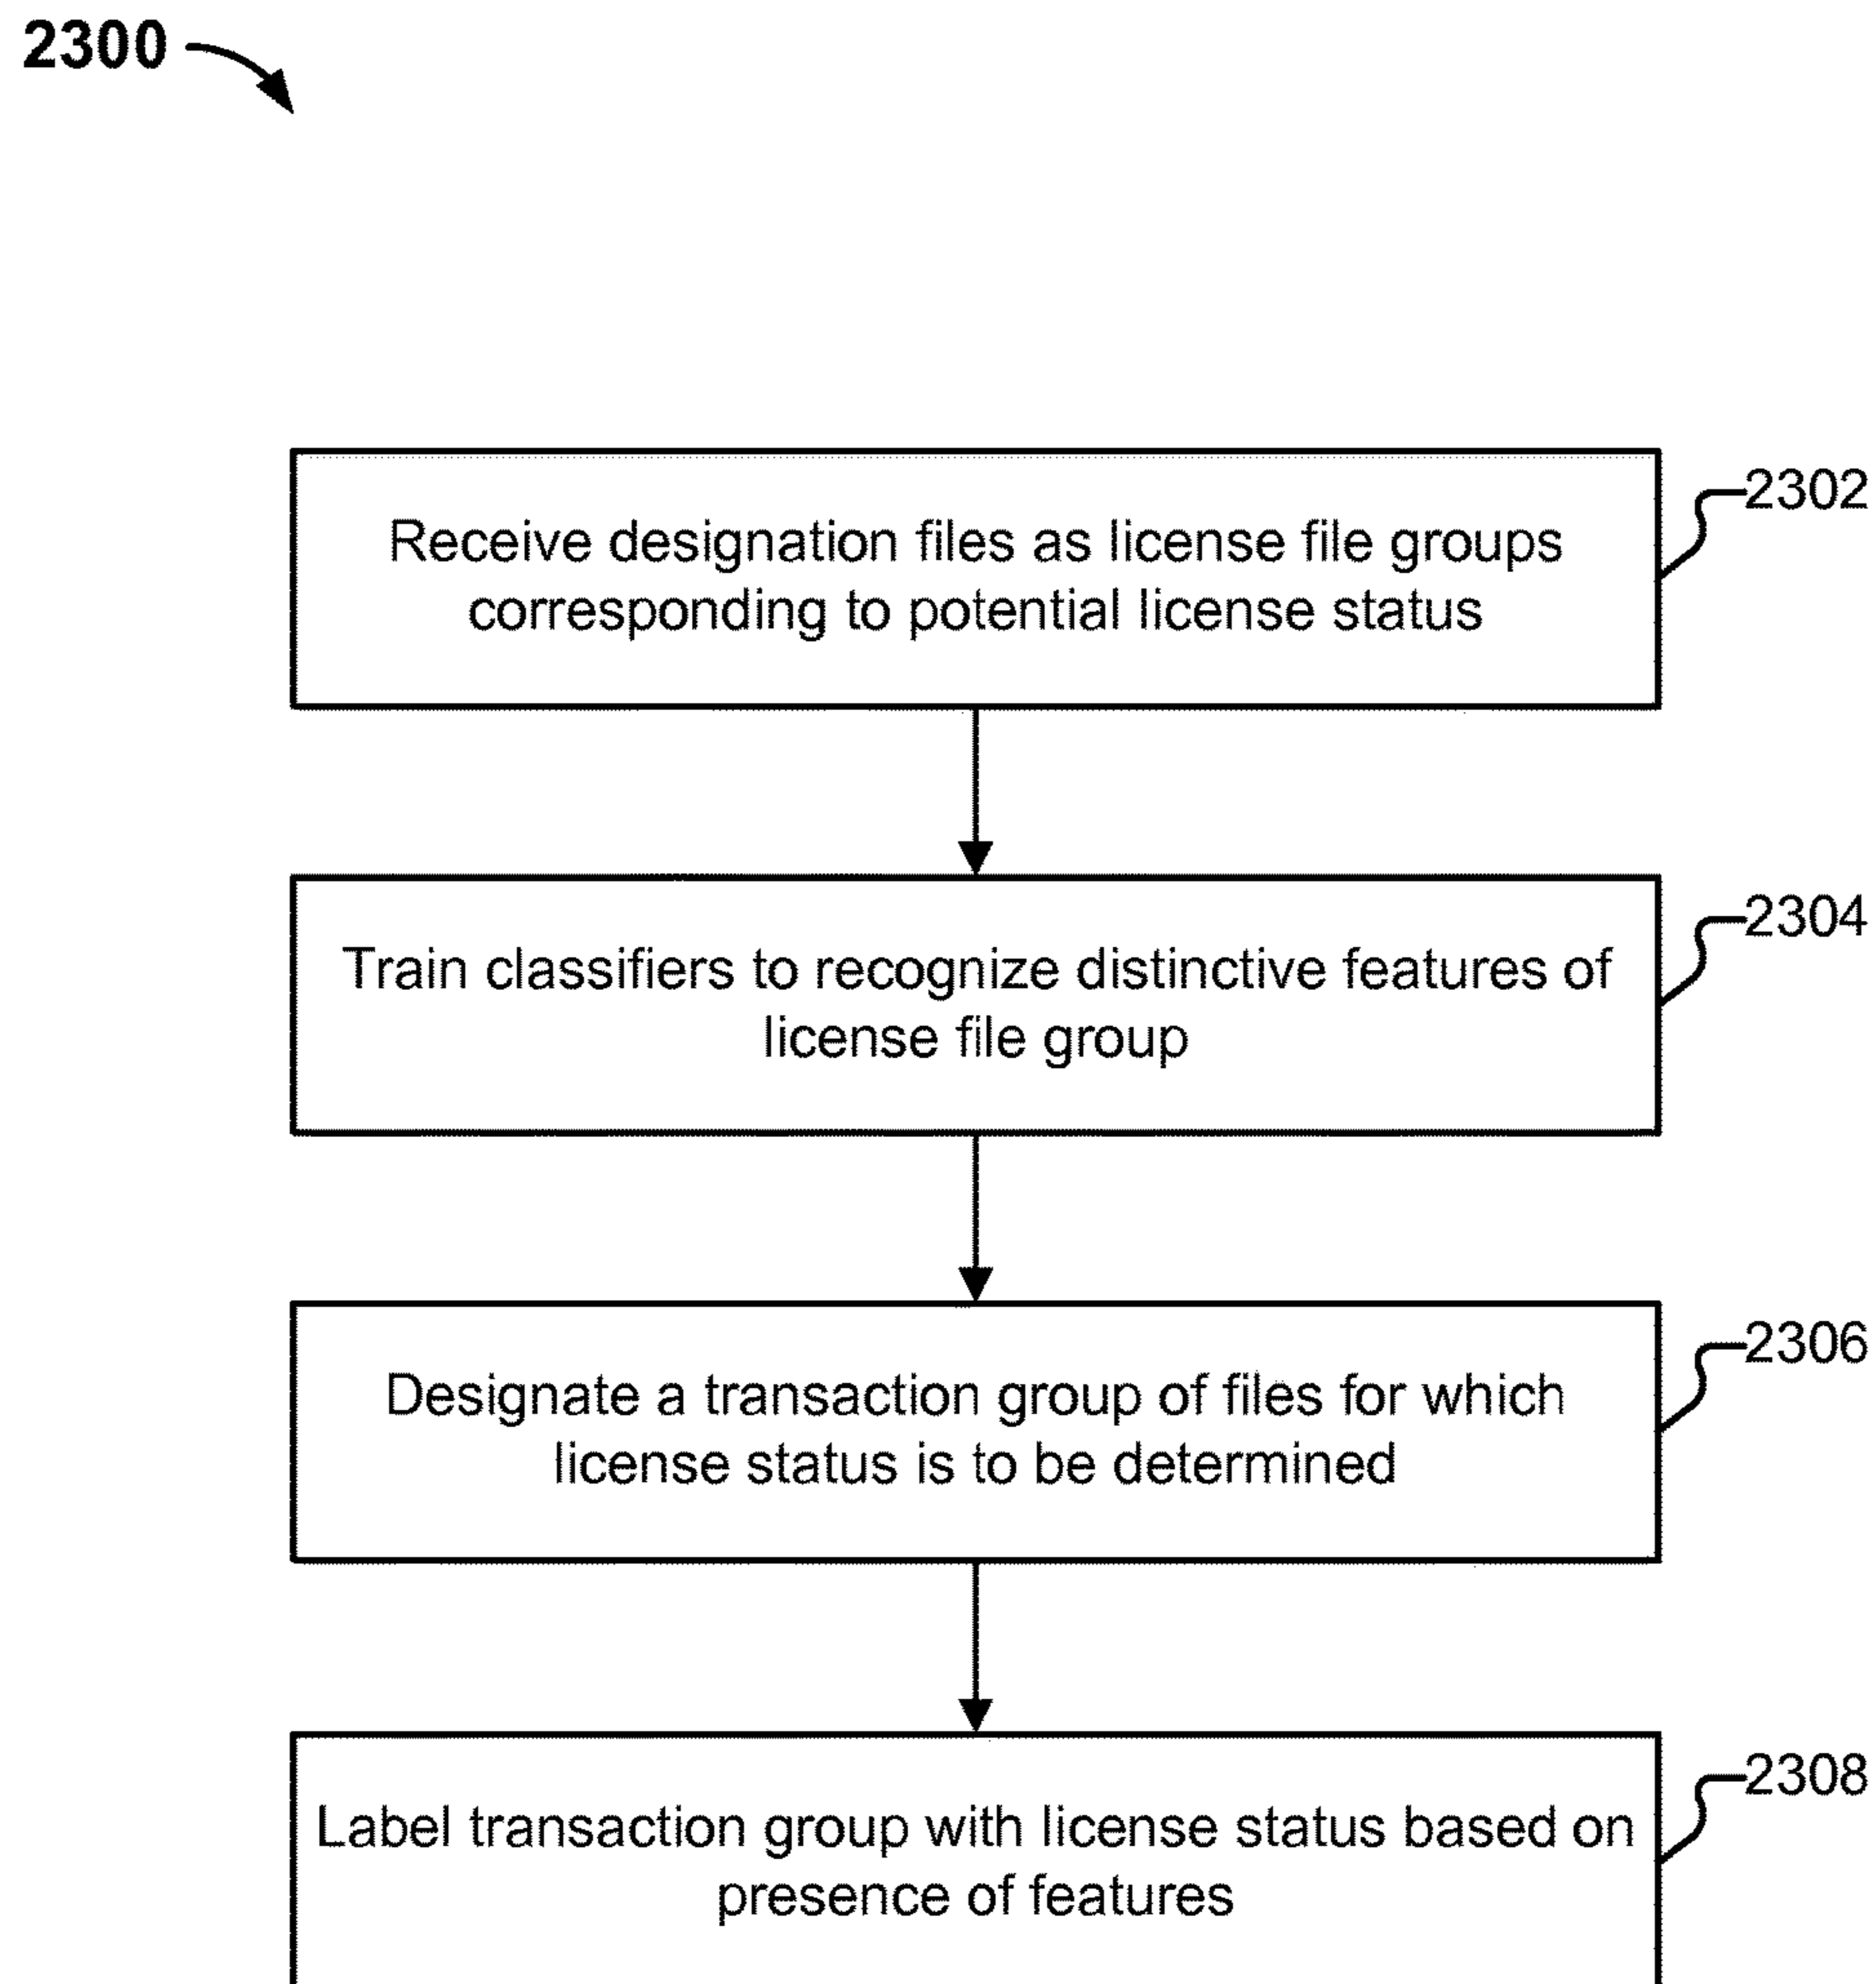 2300
2302
Receive designation files as license file groups
corresponding to potential license status
2304
Train classifiers to recognize distinctive features of
license file group
2306
Designate a transaction group of files for which
license status is to be determined
2308
Label transaction group with license status based on
presence of features